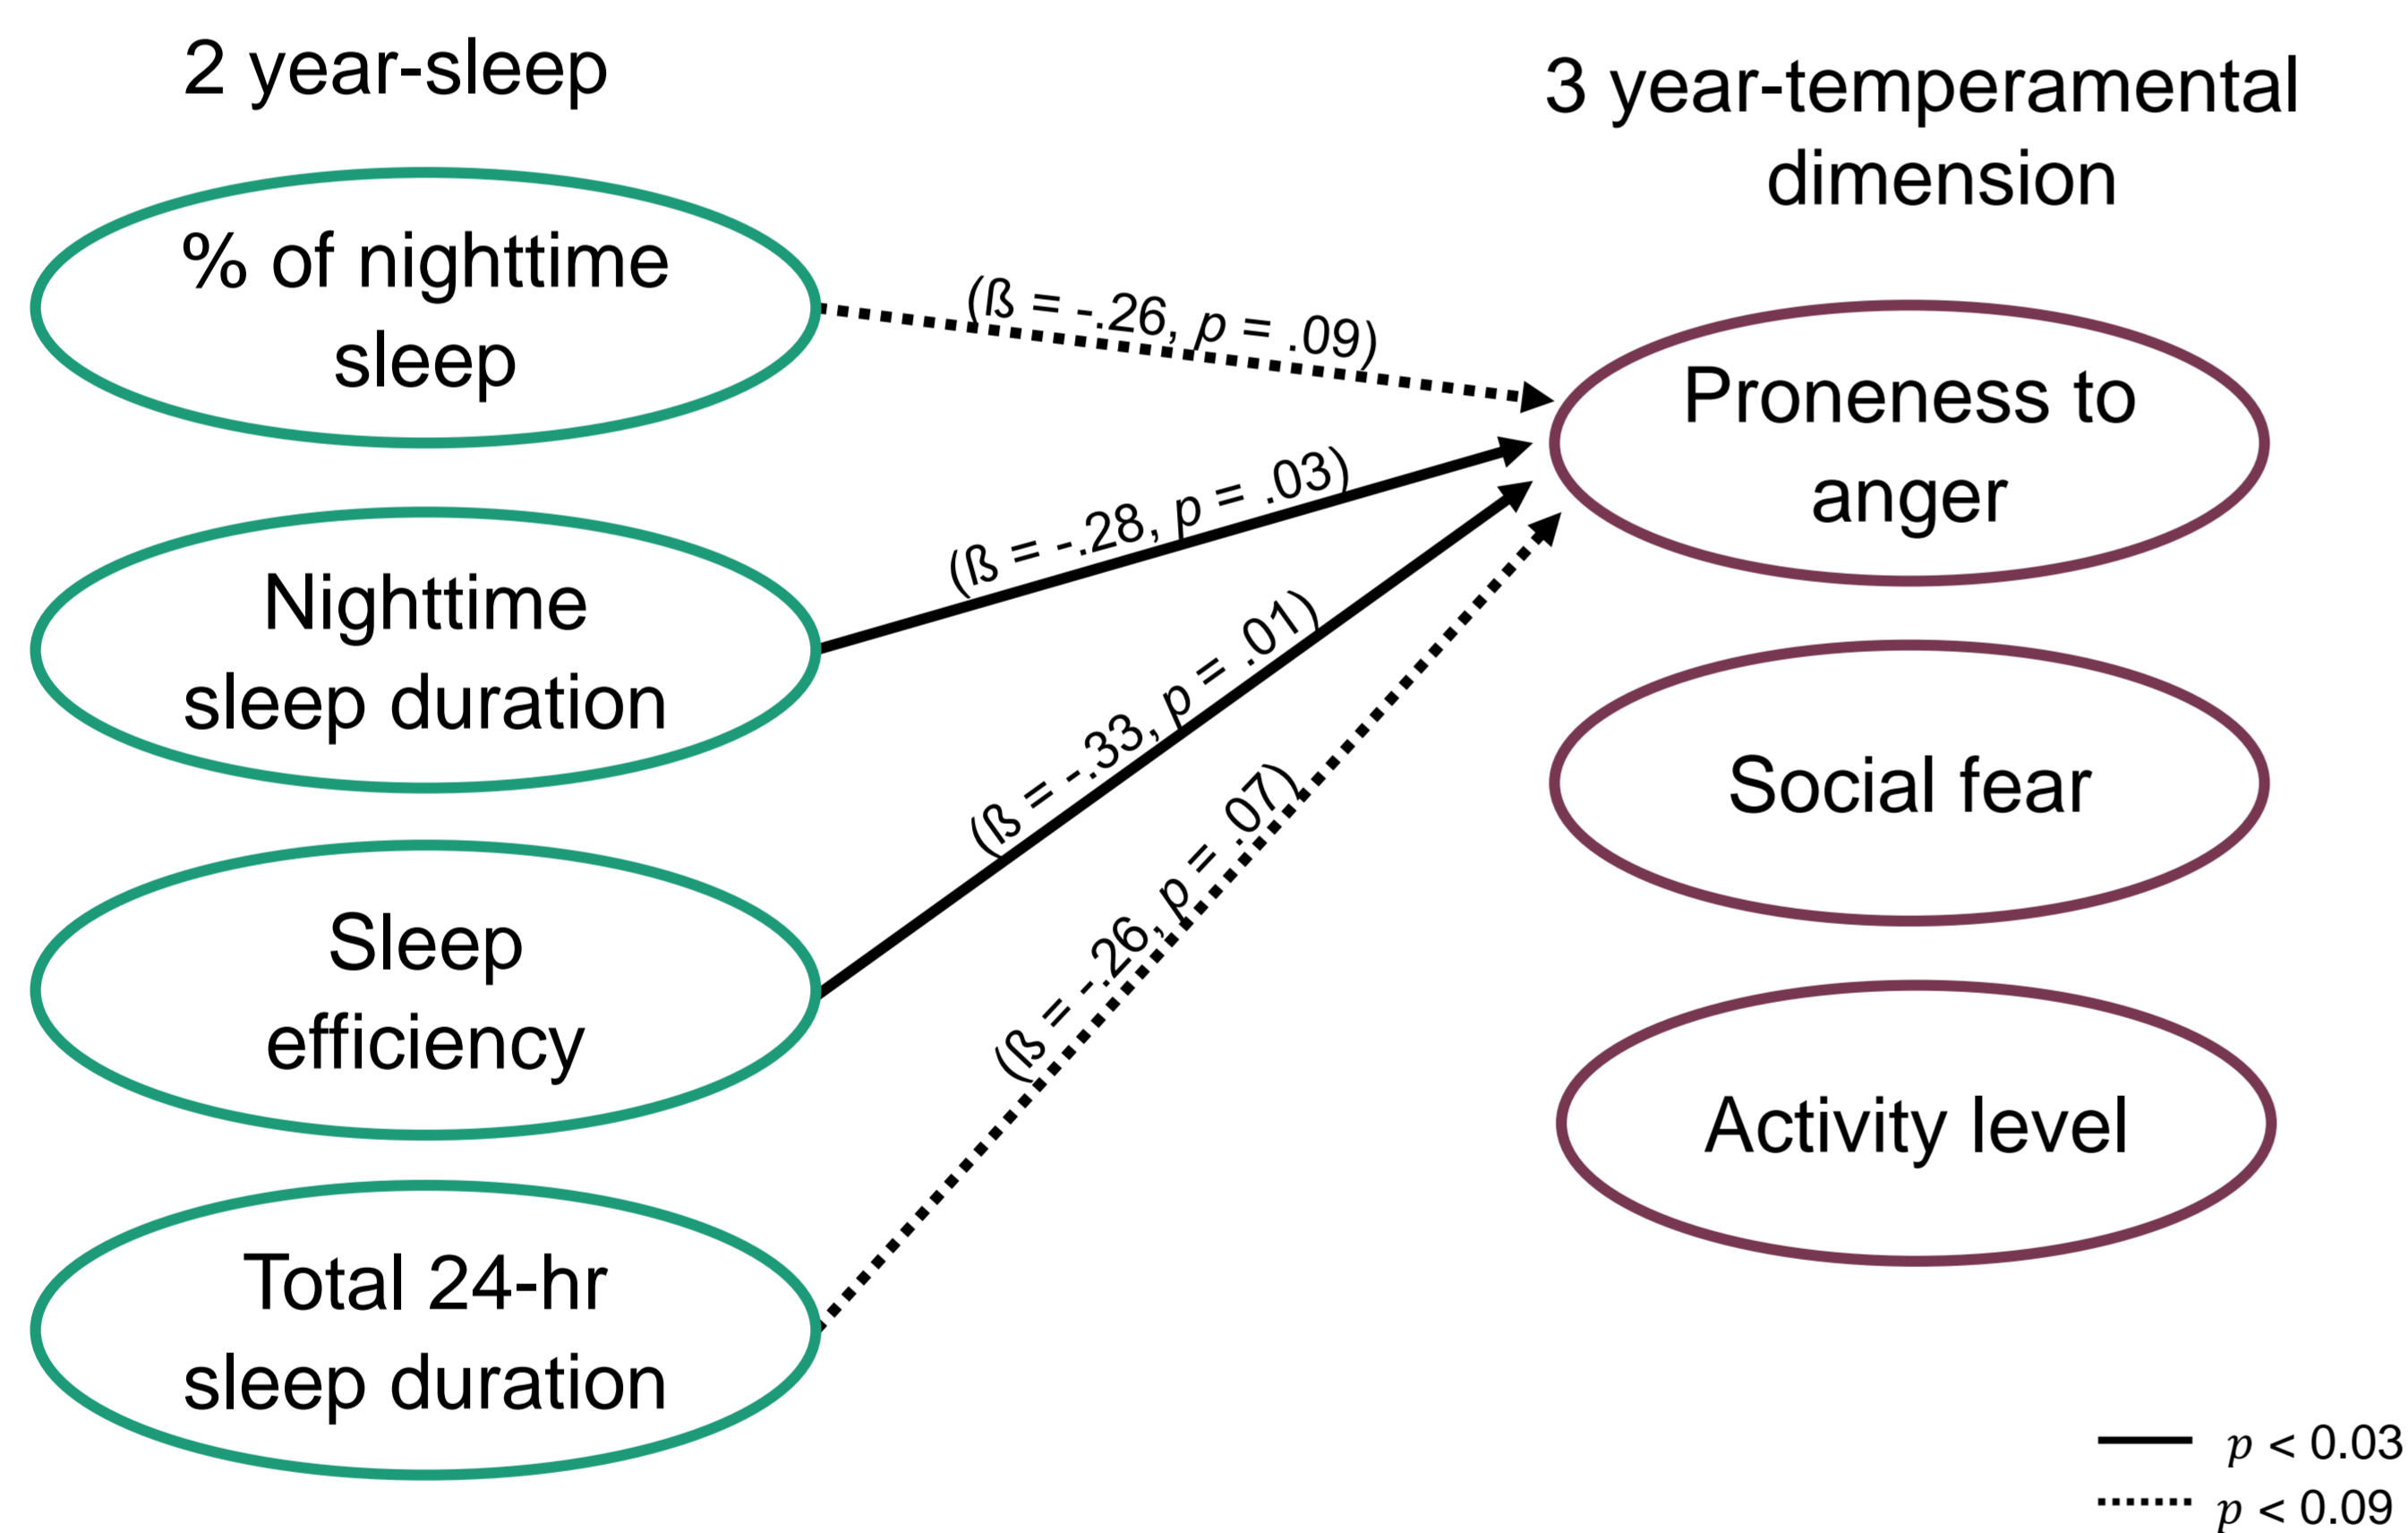 2 year-sleep
3 year-temperamental
dimension
% of nighttime
sleep
(ß = -.26, p = .09)
Proneness to
anger
Nighttime
sleep duration
(ß = -.28, p = .03)
Social fear
Sleep
efficiency
(ß = -.33, p = .01)
Activity level
Total 24-hr
sleep duration
(ß = -.26, p = .07)
p < 0.03
p < 0.09